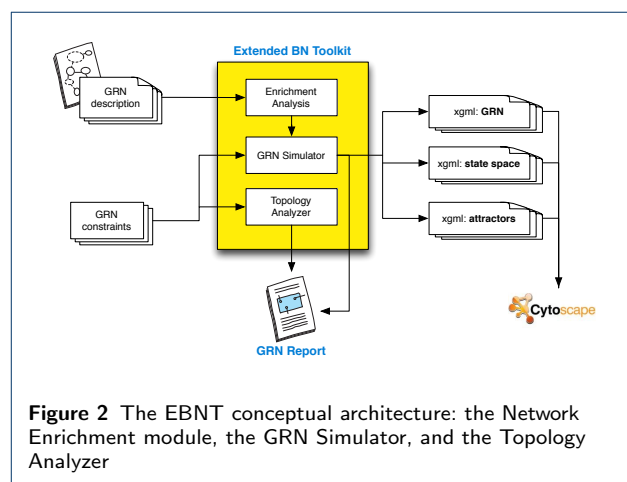 Extended BN Toolkit
GRN
description
Enrichment
Analysis
xgml: GRN
GRN Simulator
xgml: state space
Topology
Analyzer
GRN
constraints
xgml: attractors
GRN Report
Cytoscape
Figure 2 The EBNT conceptual architecture: the Network
Enrichment module, the GRN Simulator, and the Topology
Analyzer